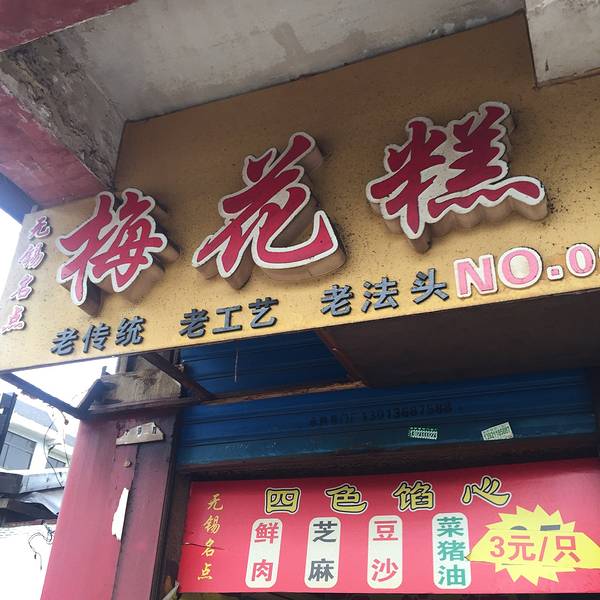 无锡名点
梅花糕
老传统 老工艺 老法头 NO.0
无锡名点
四色馅心
鲜肉 芝麻 豆沙 菜猪油
3元/只